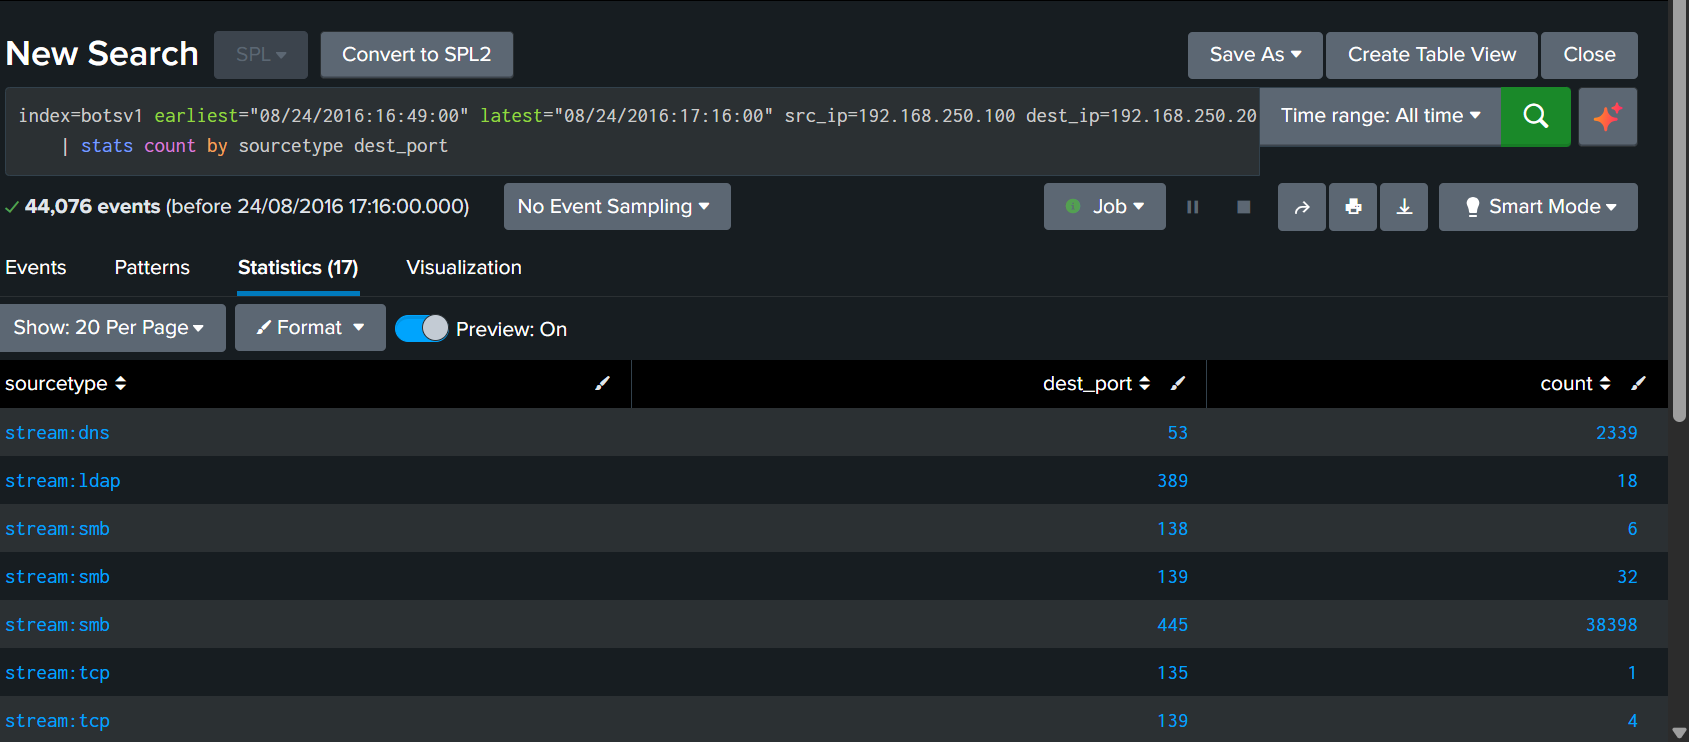 New Search SPL Convert to SPL2 Save As Create Table View Close
index=botsv1 earliest="08/24/2016:16:49:00" latest="08/24/2016:17:16:00" src_ip=192.168.250.100 dest_ip=192.168.250.20 Time range: All time
| stats count by sourcetype dest_port
44,076 events (before 24/08/2016 17:16:00.000) No Event Sampling Job Smart Mode
Events Patterns Statistics (17) Visualization
Show: 20 Per Page Format Preview: On
sourcetype dest_port count
stream:dns 53 2339
stream:ldap 389 18
stream:smb 138 6
stream:smb 139 32
stream:smb 445 38398
stream:tcp 135 1
stream:tcp 139 4